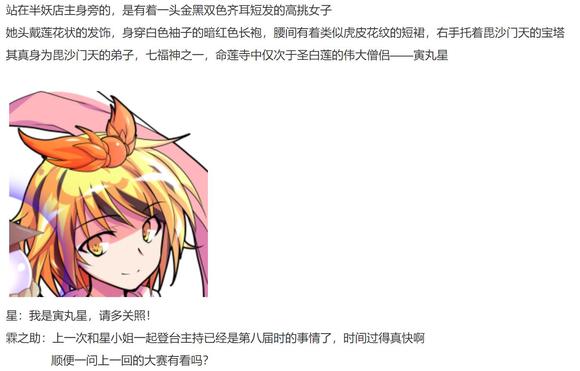 站在半妖店主身旁的，是有着一头金黑双色齐耳短发的高挑女子
她头戴莲花状的发饰，身穿白色袖子的暗红色长袍，腰间有着类似虎皮花纹的短裙，右手托着毘沙门天的宝塔
其真身为毘沙门天的弟子，七福神之一，命莲寺中仅次于圣白莲的伟大僧侣——寅丸星
星：我是寅丸星，请多关照！
霖之助：上一次和星小姐一起登台主持已经是第八届时的事情了，时间过得真快啊
顺便一问上一回的大赛有看吗？